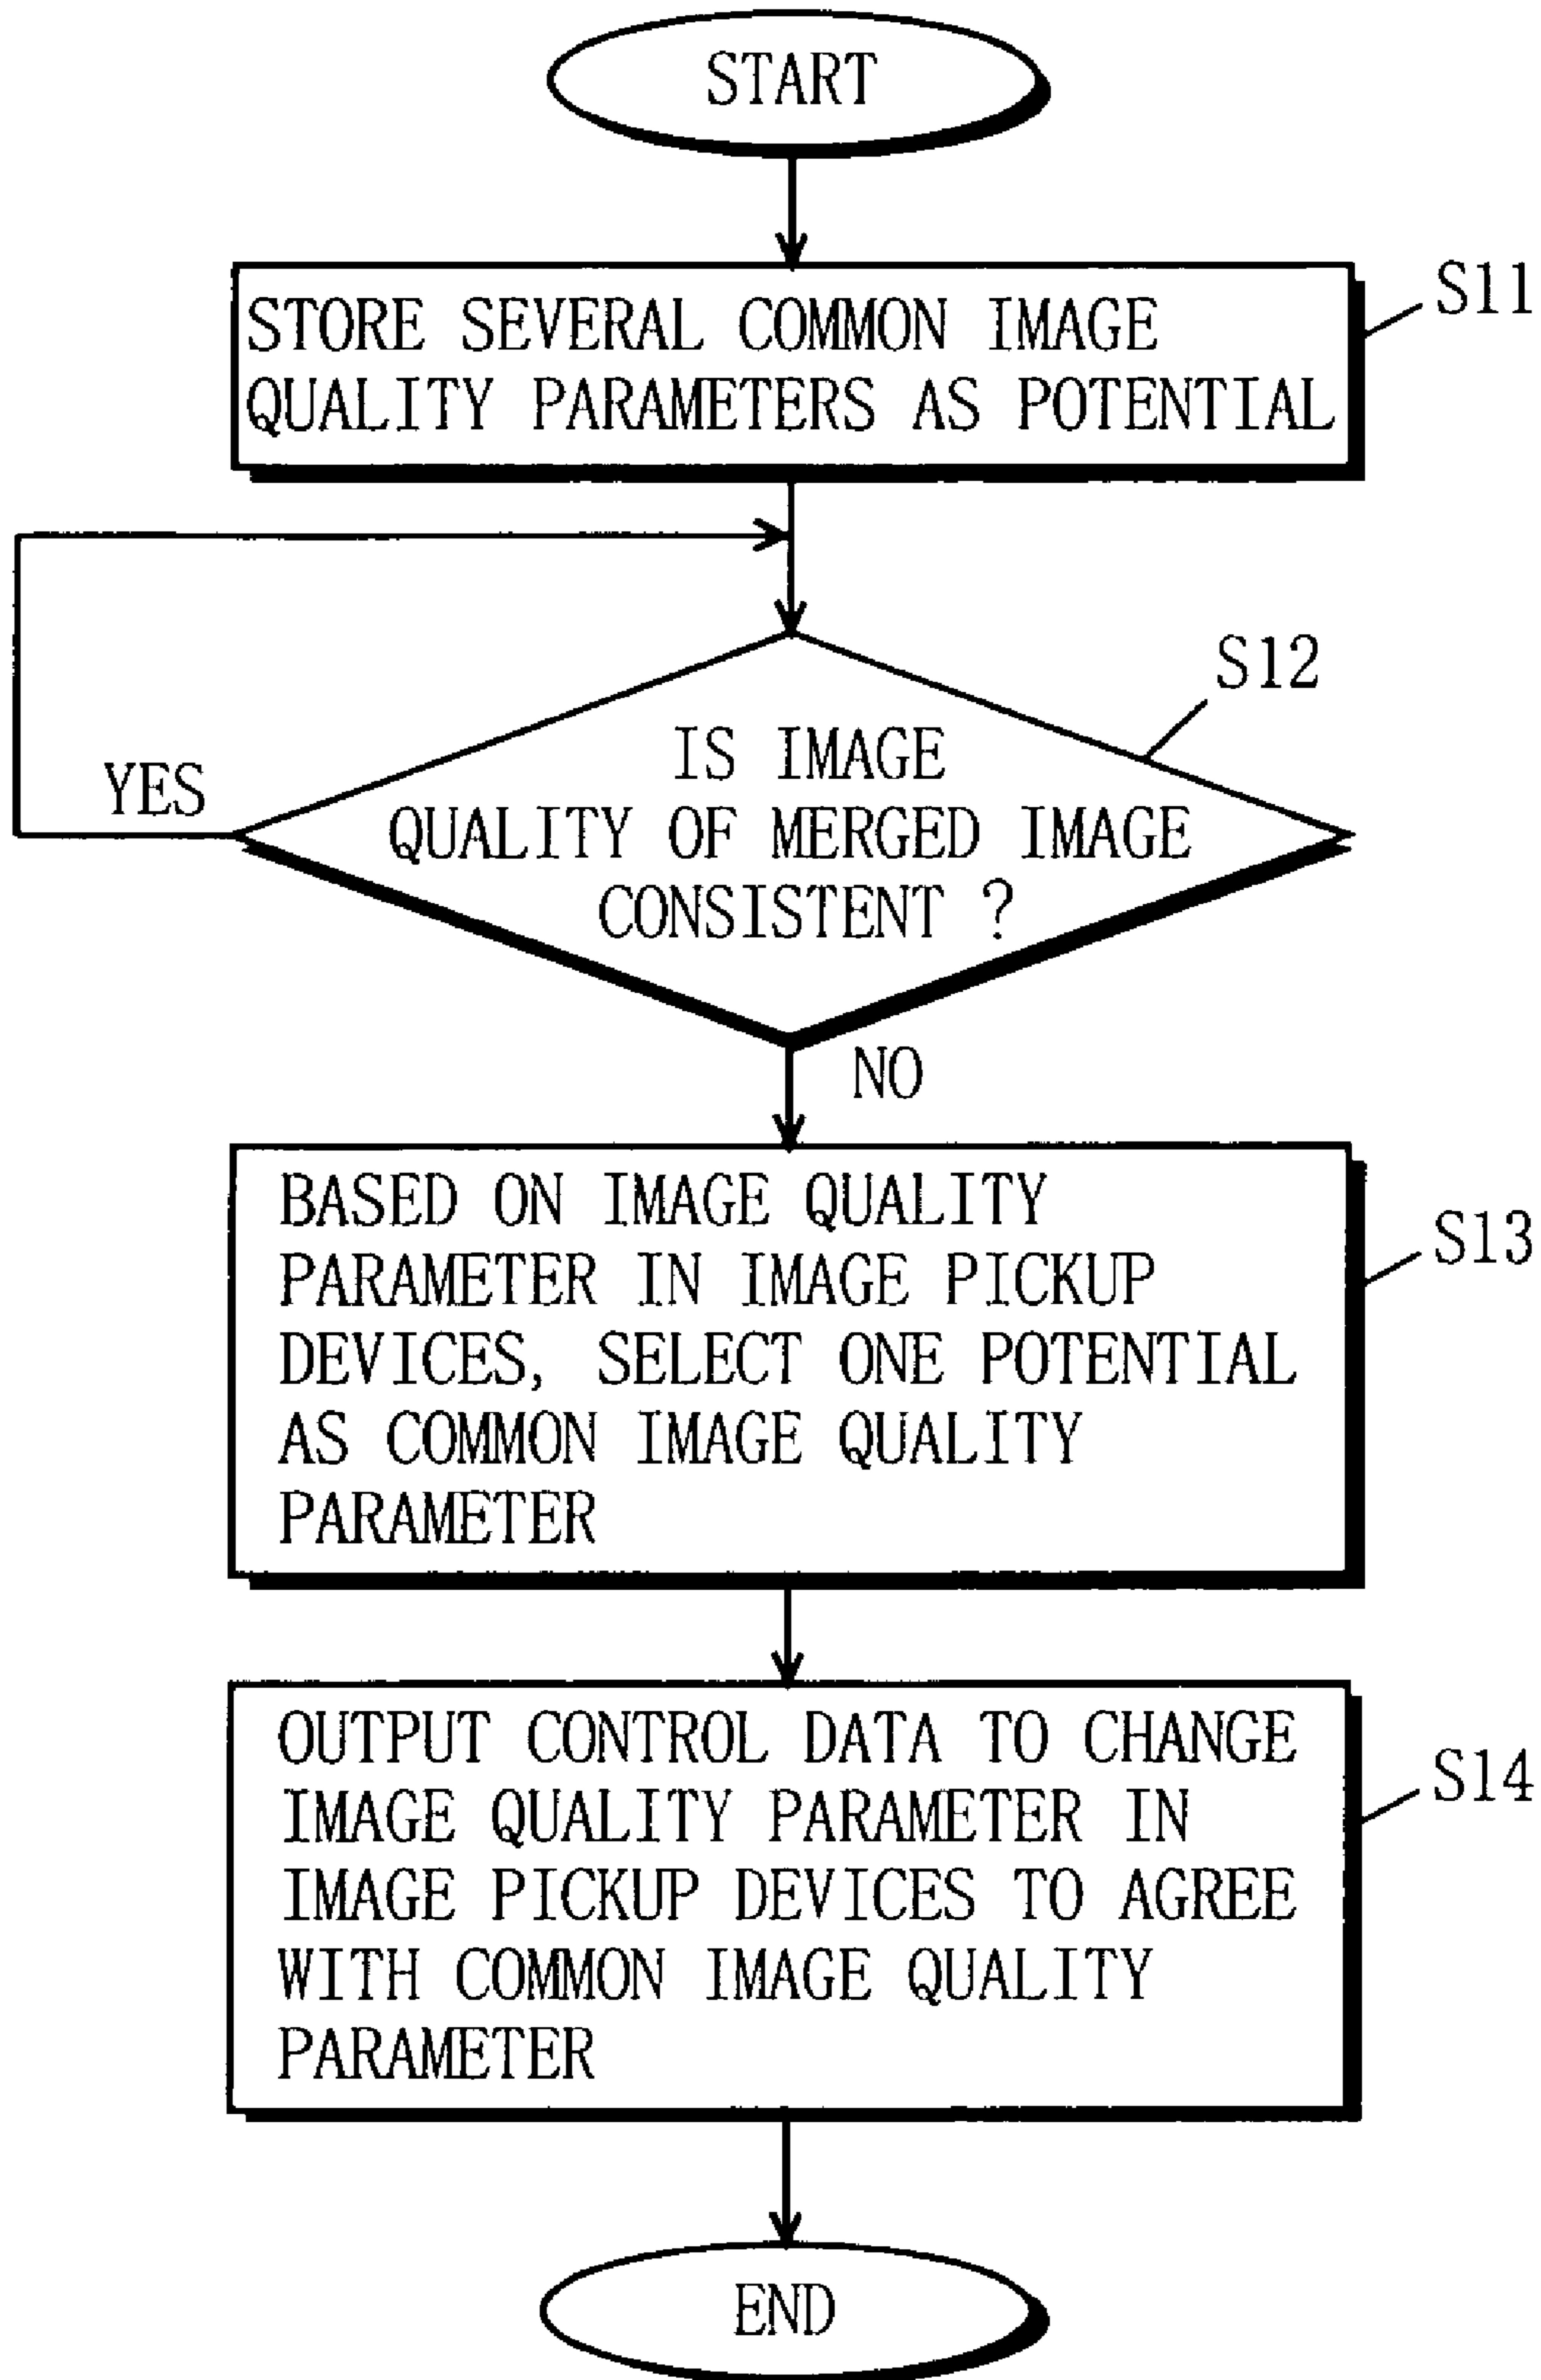 START
S11
STORE SEVERAL COMMON IMAGE
QUALITY PARAMETERS AS POTENTIAL
S12
IS IMAGE
QUALITY OF MERGED IMAGE
CONSISTENT ?
YES
NO
S13
BASED ON IMAGE QUALITY
PARAMETER IN IMAGE PICKUP
DEVICES, SELECT ONE POTENTIAL
AS COMMON IMAGE QUALITY
PARAMETER
S14
OUTPUT CONTROL DATA TO CHANGE
IMAGE QUALITY PARAMETER IN
IMAGE PICKUP DEVICES TO AGREE
WITH COMMON IMAGE QUALITY
PARAMETER
END